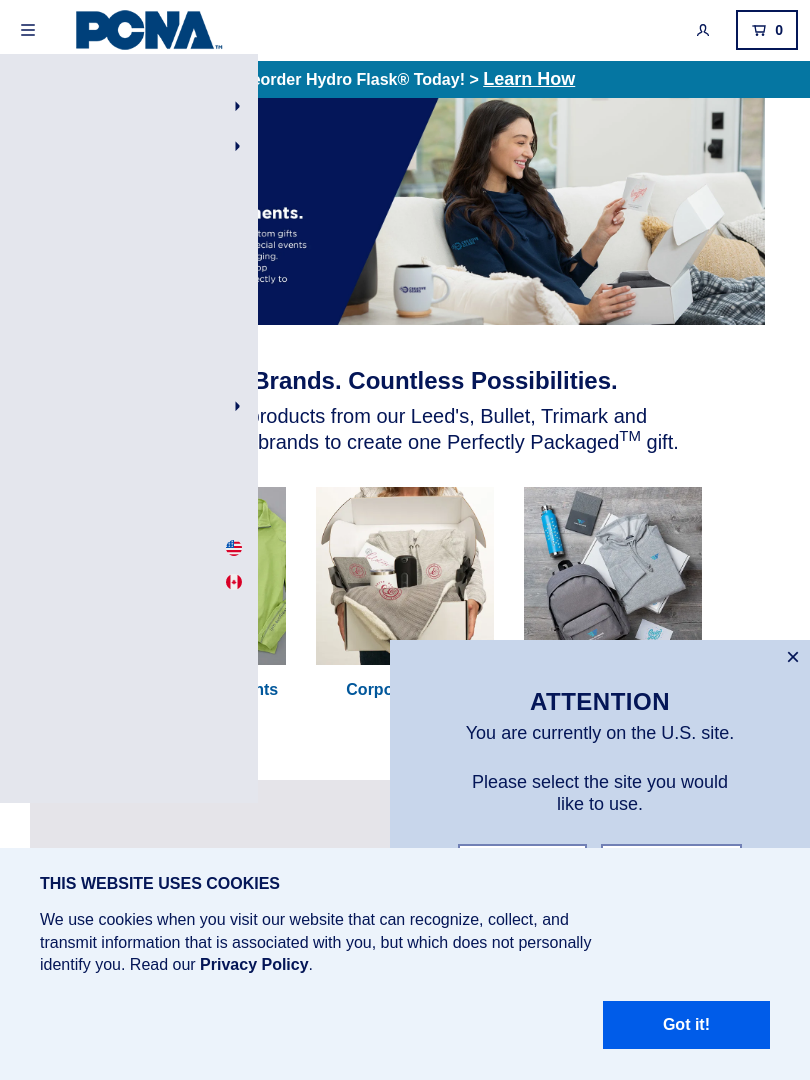 PCNA™
0
eorder Hydro Flask® Today! > Learn How
nents.
tom gifts
ecial events
ging.
op
ectly to
Brands. Countless Possibilities.
products from our Leed's, Bullet, Trimark and
brands to create one Perfectly Packaged™ gift.
nts
Corpo
ATTENTION
You are currently on the U.S. site.
Please select the site you would
like to use.
THIS WEBSITE USES COOKIES
We use cookies when you visit our website that can recognize, collect, and
transmit information that is associated with you, but which does not personally
identify you. Read our Privacy Policy.
Got it!